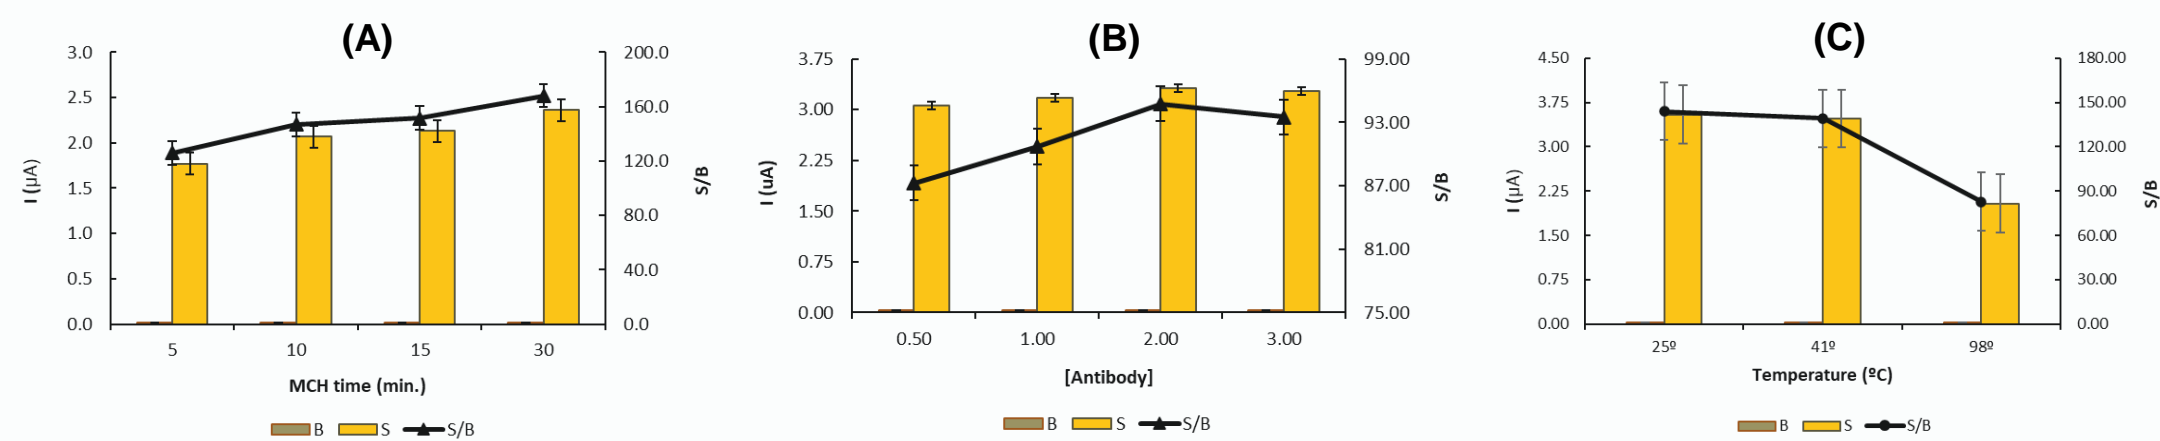 (A)
3.0
2.5
2.0
1.5
1.0
0.5
0.0
I (µA)
200.0
160.0
120.0
80.0
40.0
0.0
S/B
5 10 15 30
MCH time (min.)
B S S/B
(B)
3.75
3.00
2.25
1.50
0.75
0.00
I (uA)
99.00
93.00
87.00
81.00
75.00
S/B
0.50 1.00 2.00 3.00
[Antibody]
B S S/B
(C)
4.50
3.75
3.00
2.25
1.50
0.75
0.00
I (µA)
180.00
150.00
120.00
90.00
60.00
30.00
0.00
S/B
25º 41º 98º
Temperature (ºC)
B S S/B